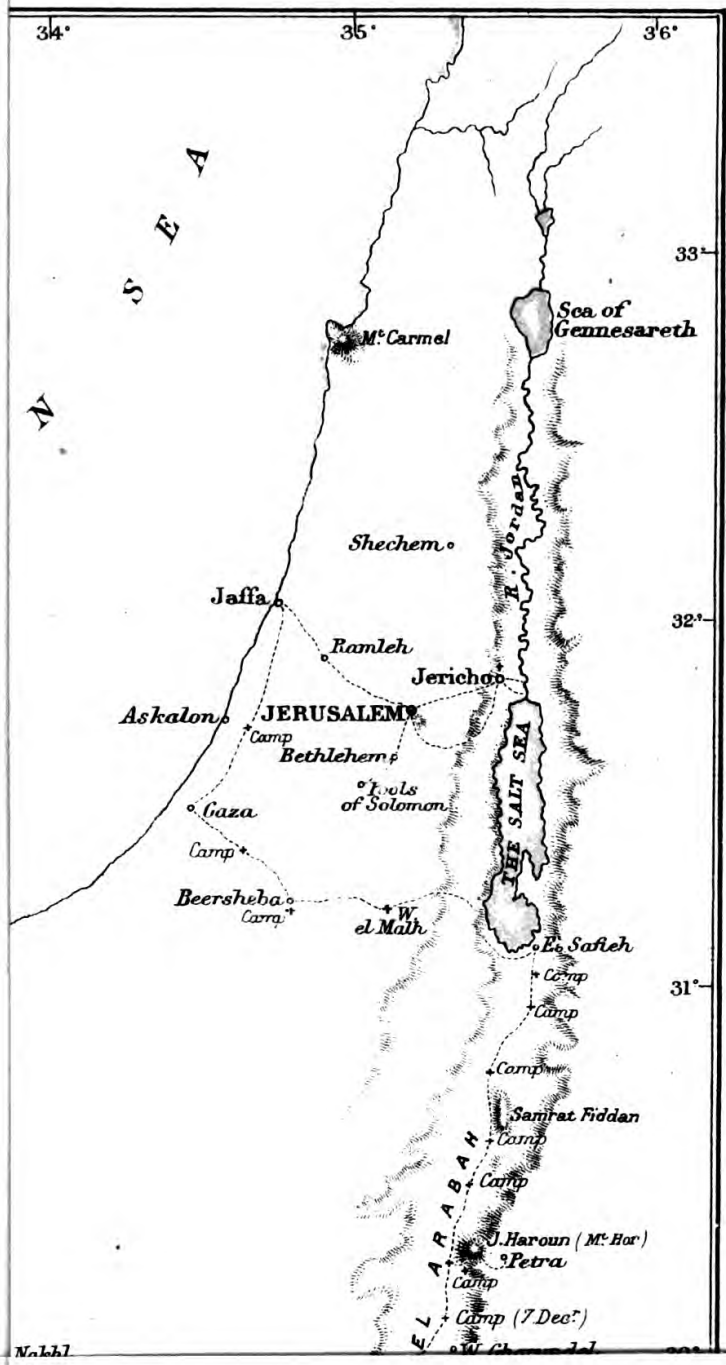 34°
35°
36°
N SEA
33°
Sea of
Gennesareth
Mt. Carmel
R. Jordan
Shechem
Jaffa
32°
Ramleh
Jericho
Askalon
JERUSALEM
Camp
Bethlehem
Pools
of Solomon
THE SALT SEA
Gaza
Camp
Beersheba
Camp
W.
el Malh
Es Safieh
Camp
31°
Camp
Camp
Samrat Fiddan
Camp
Camp
EL ARABAH
J. Haroun (Mt. Hor)
Petra
Camp
Camp (7 Decr.)
Nakhl